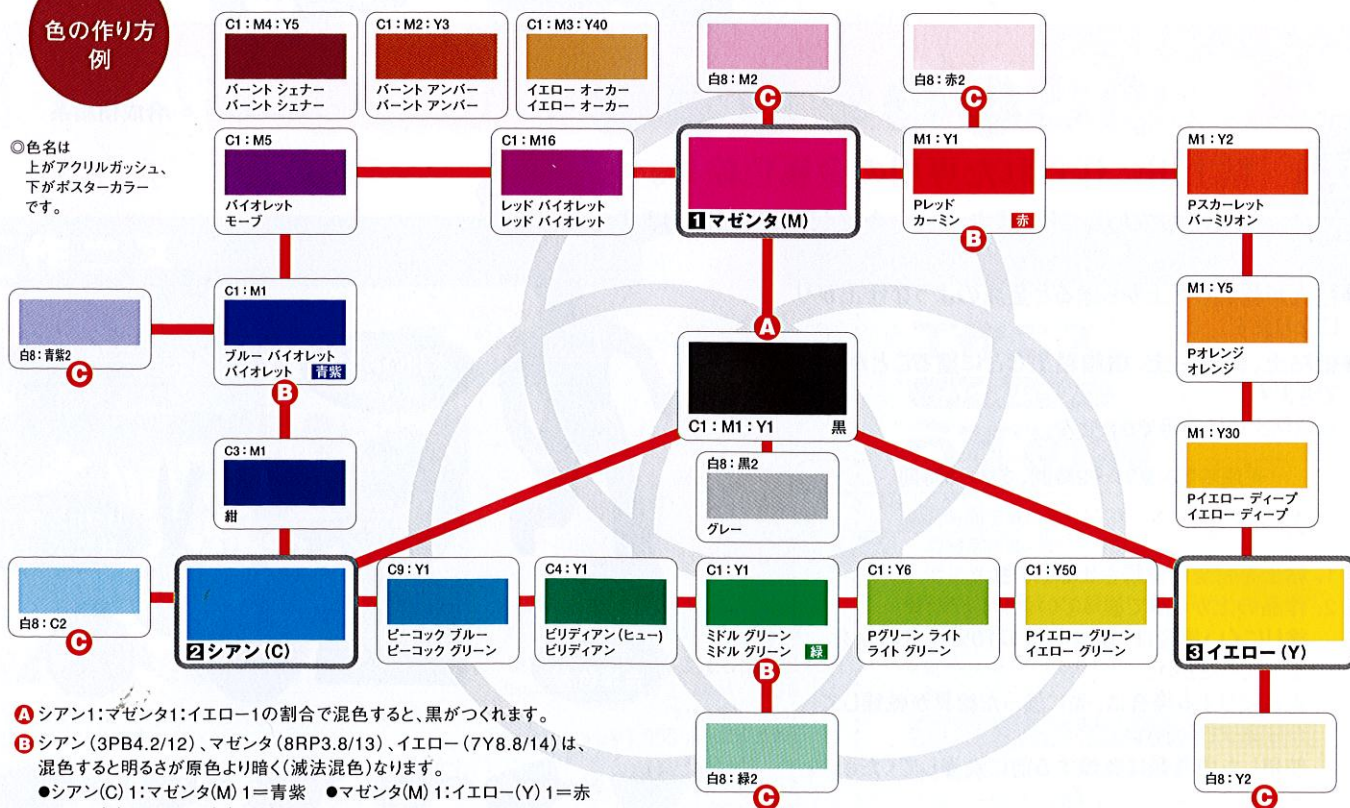 色の作り方
例
◎色名は
上がアクリルガッシュ、
下がポスターカラー
です。
C1：M4：Y5
バーント シェナー
バーント シェナー
C1：M2：Y3
バーント アンバー
バーント アンバー
C1：M3：Y40
イエロー オーカー
イエロー オーカー
白8：M2
C
白8：赤2
C
C1：M5
バイオレット
モーブ
C1：M16
レッド バイオレット
レッド バイオレット
1 マゼンタ(M)
M1：Y1
Pレッド
カーミン 赤
B
M1：Y2
Pスカーレット
バーミリオン
白8：青紫2
C
C1：M1
ブルー バイオレット
バイオレット 青紫
B
A
C1：M1：Y1 黒
M1：Y5
Pオレンジ
オレンジ
C3：M1
紺
白8：黒2
グレー
M1：Y30
Pイエロー ディープ
イエロー ディープ
白8：C2
C
2 シアン(C)
C9：Y1
ピーコック ブルー
ピーコック グリーン
C4：Y1
ビリディアン(ヒュー)
ビリディアン
C1：Y1
ミドル グリーン
ミドル グリーン 緑
B
C1：Y6
Pグリーン ライト
ライト グリーン
C1：Y50
Pイエロー グリーン
イエロー グリーン
3 イエロー(Y)
白8：緑2
C
白8：Y2
C
A シアン1：マゼンタ1：イエロー1の割合で混色すると、黒がつくれます。
B シアン(3PB4.2/12)、マゼンタ(8RP3.8/13)、イエロー(7Y8.8/14)は、
混色すると明るさが原色より暗く(減法混色)なります。
●シアン(C)1：マゼンタ(M)1=青紫 ●マゼンタ(M)1：イエロー(Y)1=赤